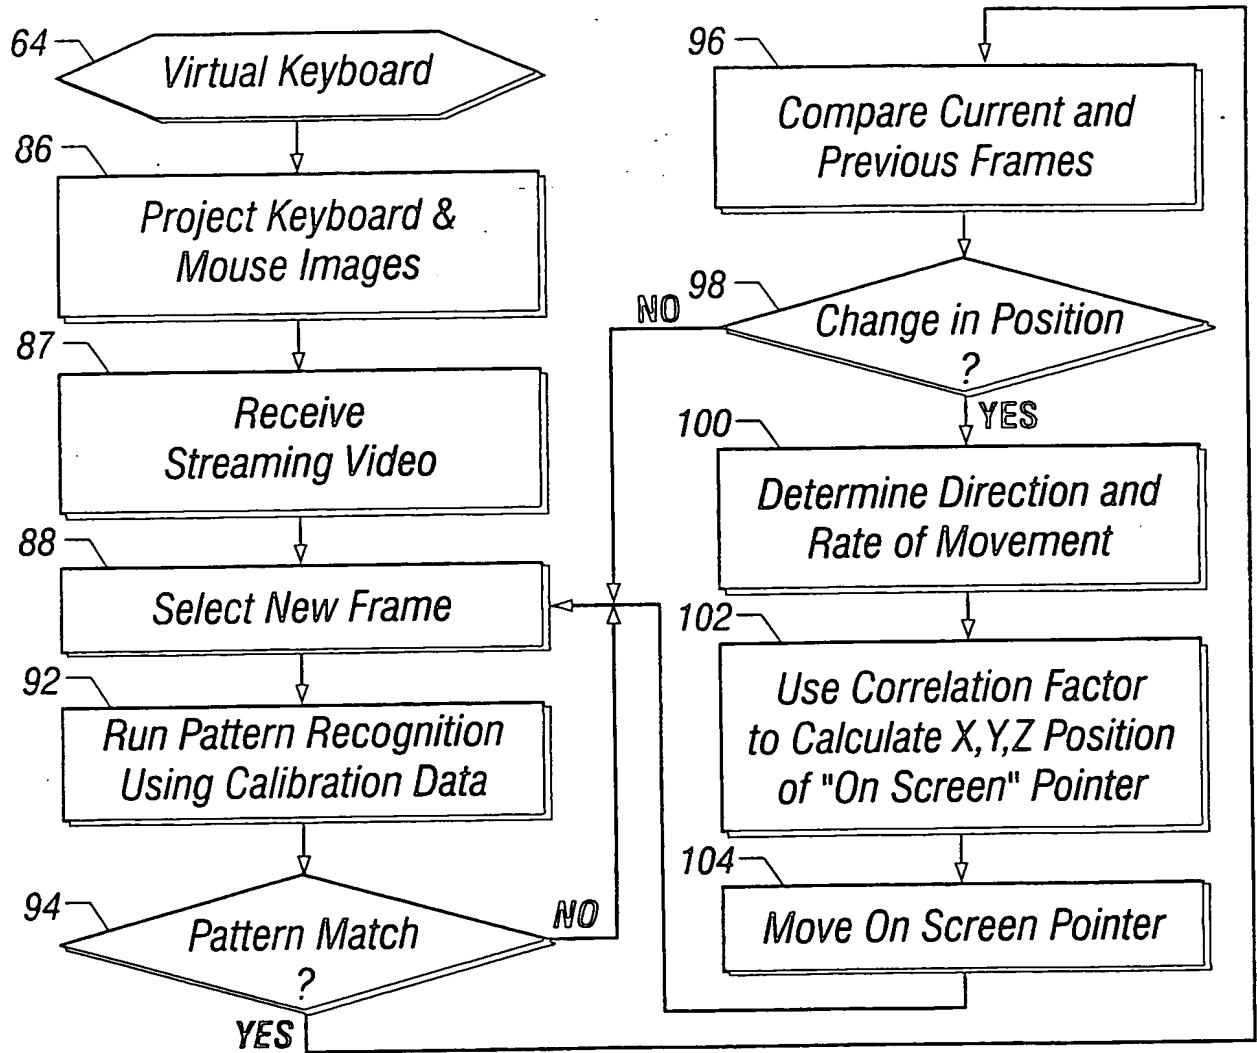 64
Virtual Keyboard
86
Project Keyboard &
Mouse Images
87
Receive
Streaming Video
88
Select New Frame
92
Run Pattern Recognition
Using Calibration Data
94
Pattern Match
?
NO
YES
96
Compare Current and
Previous Frames
98
NO
Change in Position
?
YES
100
Determine Direction and
Rate of Movement
102
Use Correlation Factor
to Calculate X,Y,Z Position
of "On Screen" Pointer
104
Move On Screen Pointer